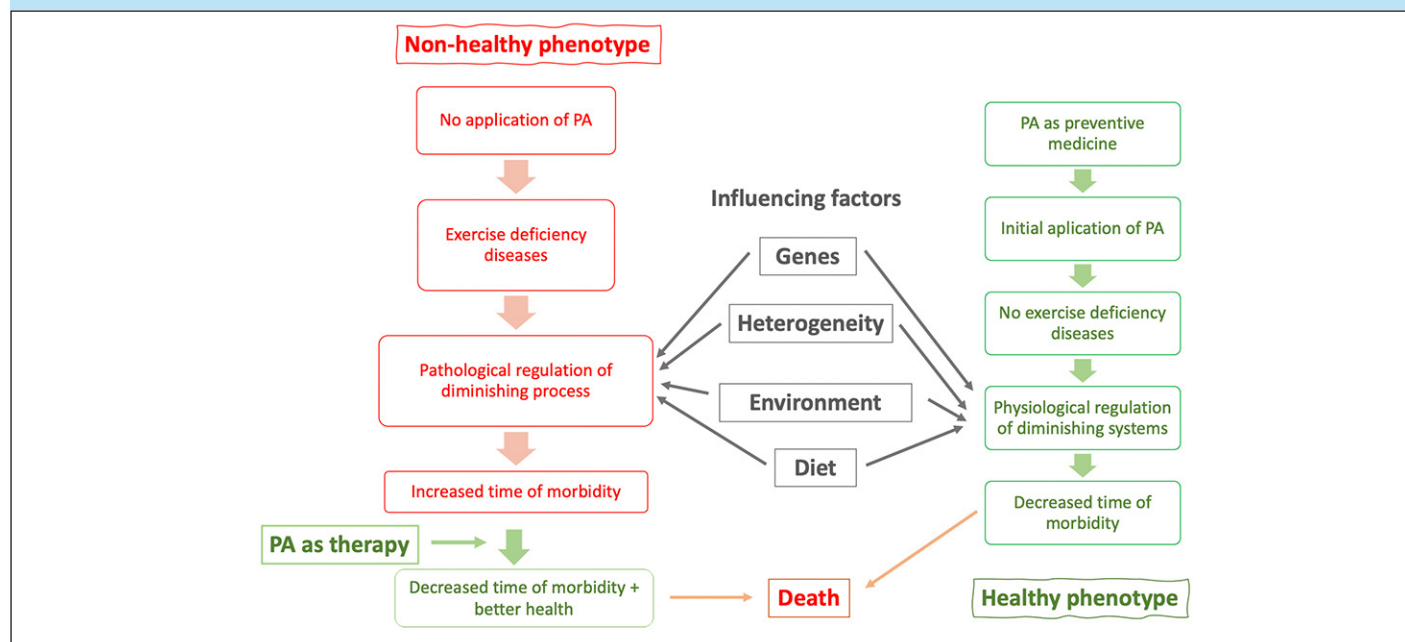 Non-healthy phenotype
No application of PA
Exercise deficiency
diseases
Pathological regulation of
diminishing process
Increased time of morbidity
PA as therapy
Decreased time of morbidity +
better health
Influencing factors
Genes
Heterogeneity
Environment
Diet
Death
PA as preventive
medicine
Initial aplication of PA
No exercise deficiency
diseases
Physiological regulation
of diminishing systems
Decreased time of
morbidity
Healthy phenotype